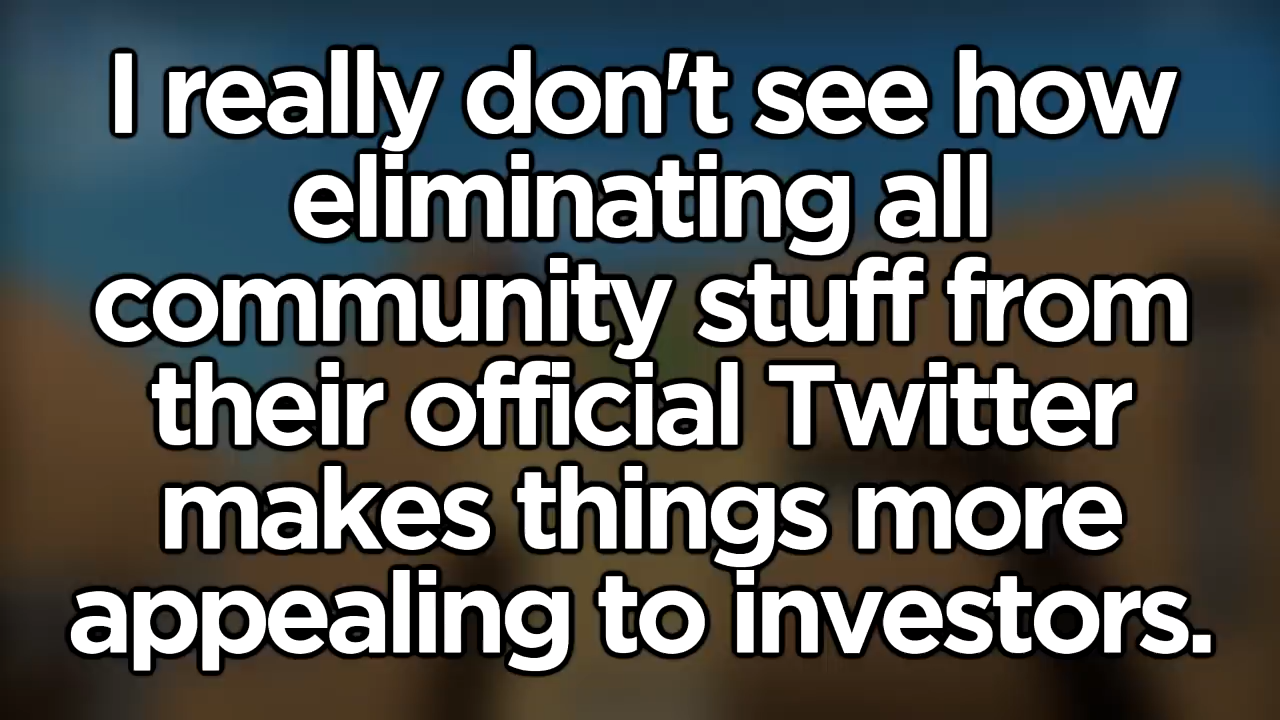 I really don't see how
eliminating all
community stuff from
their official Twitter
makes things more
appealing to investors.